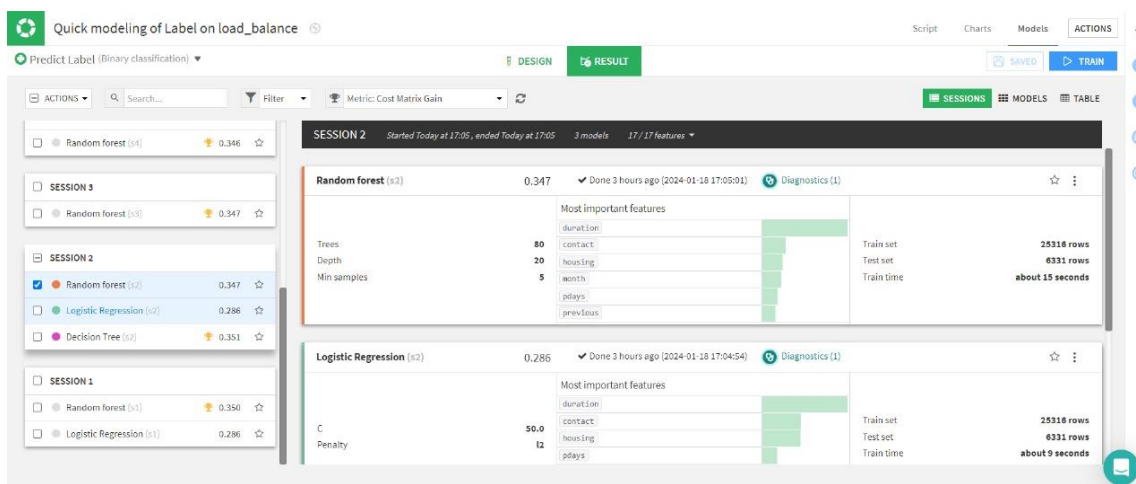 Quick modeling of Label on load_balance
Script Charts Models ACTIONS
Predict Label (Binary classification)
DESIGN RESULT
SAVED TRAIN
ACTIONS Search... Filter Metric: Cost Matrix Gain
SESSIONS MODELS TABLE
Random forest (s4) 0.346
SESSION 3
Random forest (s3) 0.347
SESSION 2
Random forest (s2) 0.347
Logistic Regression (s2) 0.286
Decision Tree (s2) 0.351
SESSION 1
Random forest (s1) 0.350
Logistic Regression (s1) 0.286
SESSION 2 Started Today at 17:05, ended Today at 17:05 3 models 17/17 features
Random forest (s2) 0.347 Done 3 hours ago (2024-01-18 17:05:01) Diagnostics (1)
Most important features
duration
Trees 80 contact Train set 25316 rows
Depth 20 housing Test set 6331 rows
Min samples 5 month Train time about 15 seconds
pdays
previous
Logistic Regression (s2) 0.286 Done 3 hours ago (2024-01-18 17:04:54) Diagnostics (1)
Most important features
duration
C 50.0 contact Train set 25316 rows
Penalty l2 housing Test set 6331 rows
pdays Train time about 9 seconds